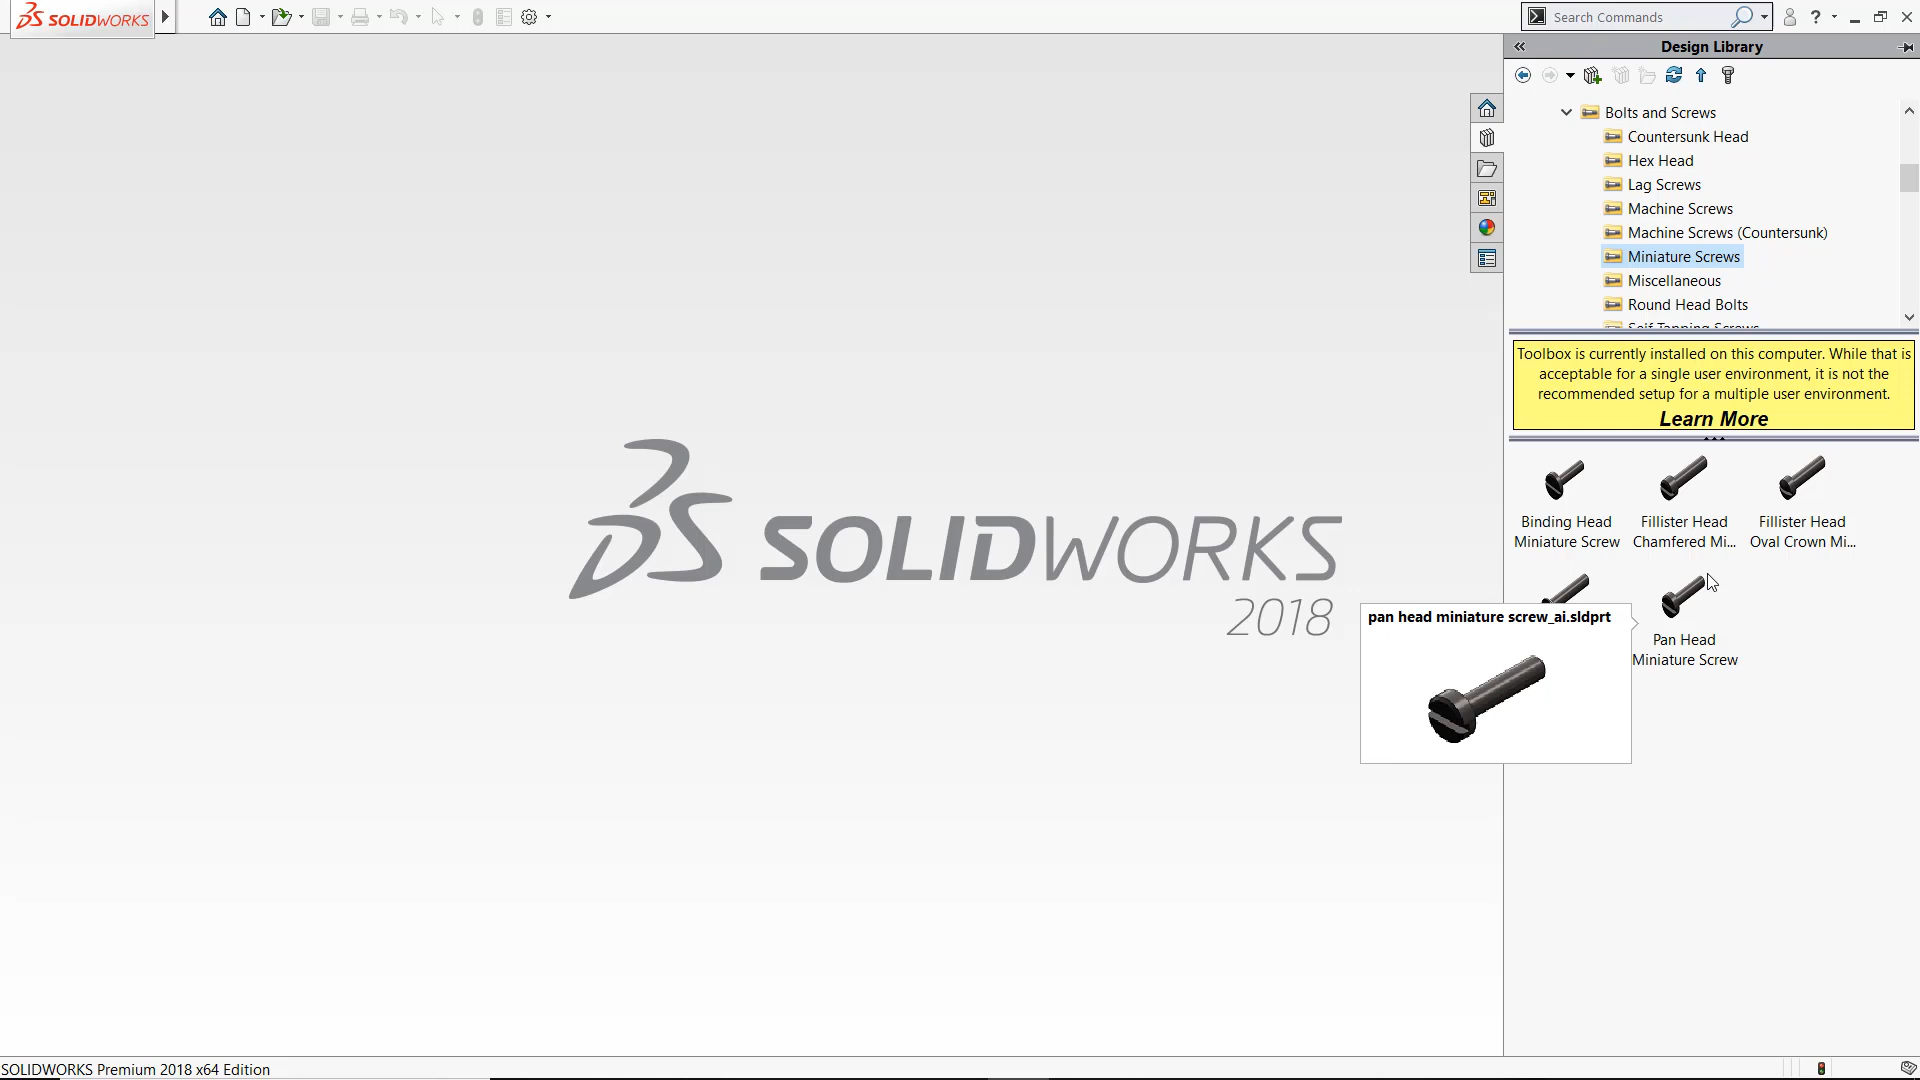 SOLIDWORKS
Search Commands
?
Design Library
Bolts and Screws
Countersunk Head
Hex Head
Lag Screws
Machine Screws
Machine Screws (Countersunk)
Miniature Screws
Miscellaneous
Round Head Bolts
Self Tapping Screws
Toolbox is currently installed on this computer. While that is
acceptable for a single user environment, it is not the
recommended setup for a multiple user environment.
Learn More
Binding Head
Miniature Screw
Fillister Head
Chamfered Mi...
Fillister Head
Oval Crown Mi...
SOLIDWORKS
2018
pan head miniature screw_ai.sldprt
Pan Head
Miniature Screw
SOLIDWORKS Premium 2018 x64 Edition